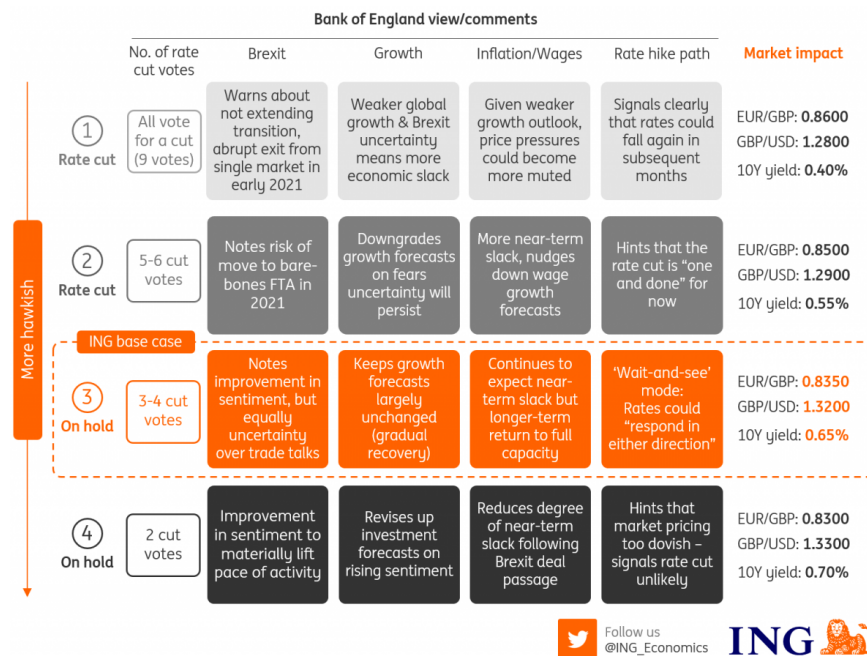 Bank of England view/comments
No. of rate
cut votes
Brexit
Growth
Inflation/Wages
Rate hike path
Market impact
More hawkish
1
Rate cut
All vote
for a cut
(9 votes)
Warns about
not extending
transition,
abrupt exit from
single market in
early 2021
Weaker global
growth & Brexit
uncertainty
means more
economic slack
Given weaker
growth outlook,
price pressures
could become
more muted
Signals clearly
that rates could
fall again in
subsequent
months
EUR/GBP: 0.8600
GBP/USD: 1.2800
10Y yield: 0.40%
2
Rate cut
5-6 cut
votes
Notes risk of
move to bare-
bones FTA in
2021
Downgrades
growth forecasts
on fears
uncertainty will
persist
More near-term
slack, nudges
down wage
growth
forecasts
Hints that the
rate cut is “one
and done” for
now
EUR/GBP: 0.8500
GBP/USD: 1.2900
10Y yield: 0.55%
ING base case
3
On hold
3-4 cut
votes
Notes
improvement in
sentiment, but
equally
uncertainty
over trade talks
Keeps growth
forecasts
largely
unchanged
(gradual
recovery)
Continues to
expect near-
term slack but
longer-term
return to full
capacity
‘Wait-and-see’
mode:
Rates could
“respond in
either direction”
EUR/GBP: 0.8350
GBP/USD: 1.3200
10Y yield: 0.65%
4
On hold
2 cut
votes
Improvement
in sentiment to
materially lift
pace of activity
Revises up
investment
forecasts on
rising sentiment
Reduces degree
of near-term
slack following
Brexit deal
passage
Hints that
market pricing
too dovish –
signals rate cut
unlikely
EUR/GBP: 0.8300
GBP/USD: 1.3300
10Y yield: 0.70%
Follow us
@ING_Economics
ING